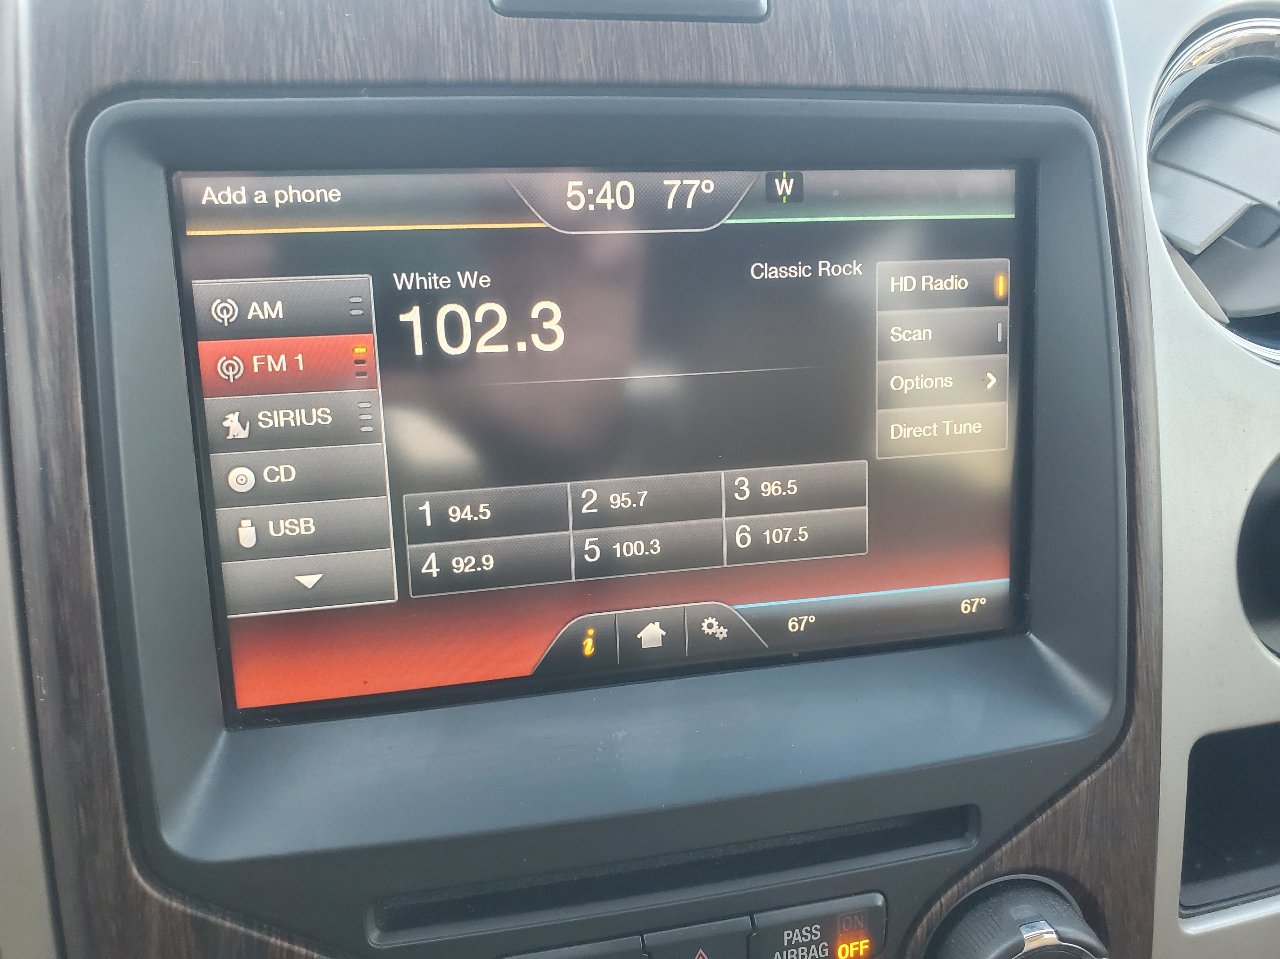 Add a phone
5:40 77° W
White We
Classic Rock
102.3
AM
FM 1
SIRIUS
CD
USB
HD Radio
Scan
Options
Direct Tune
1 94.5 2 95.7 3 96.5
4 92.9 5 100.3 6 107.5
i
67° 67°
PASS ON
AIRBAG OFF